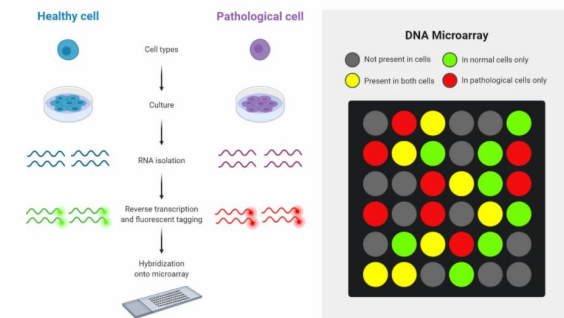 Healthy cell
Pathological cell
Cell types
Culture
RNA isolation
Reverse transcription
and fluorescent tagging
Hybridization
onto microarray
DNA Microarray
Not present in cells
In normal cells only
Present in both cells
In pathological cells only